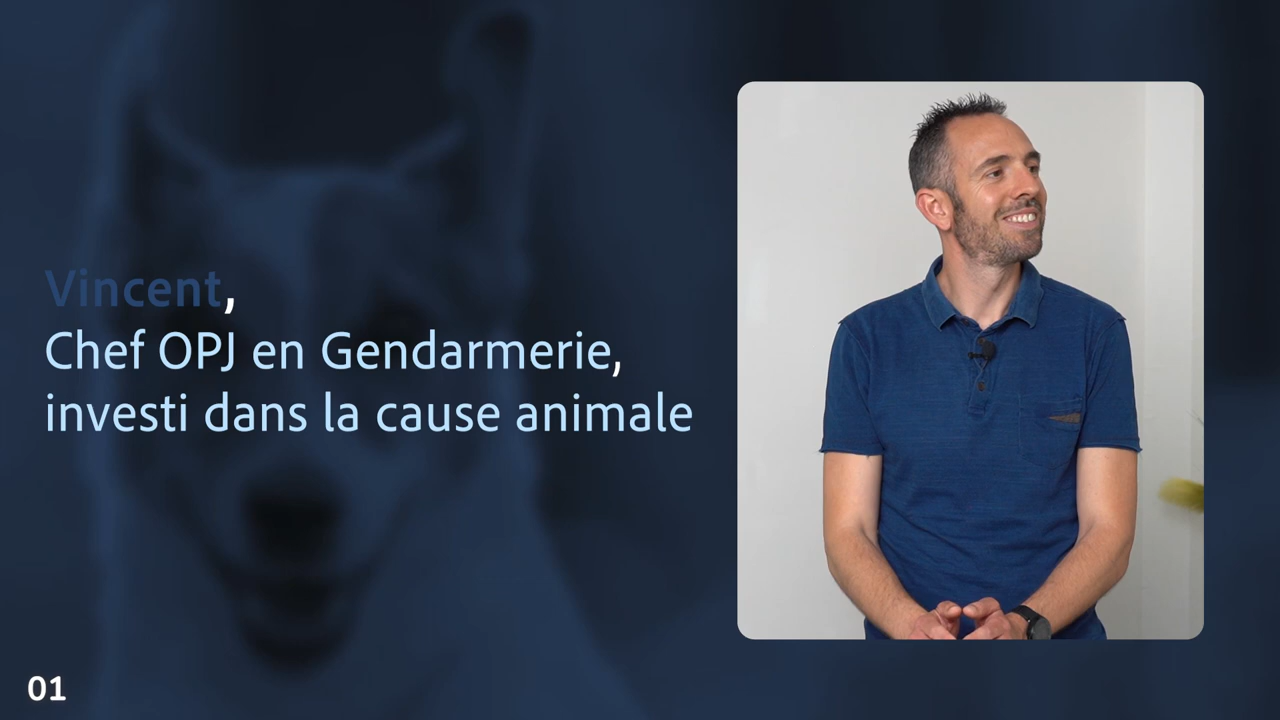 Vincent,
Chef OPJ en Gendarmerie,
investi dans la cause animale
01